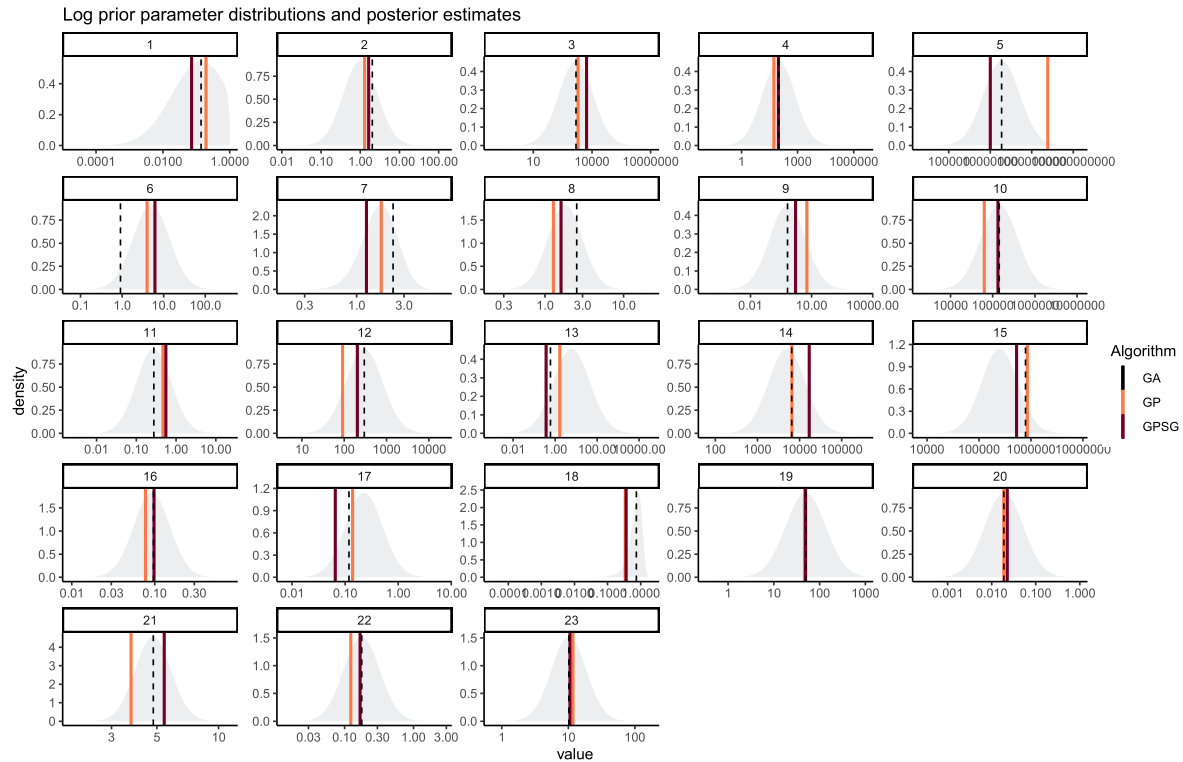 Log prior parameter distributions and posterior estimates
1 2 3 4 5
0.4 0.2 0.0
0.0001 0.0100 1.0000
0.75 0.50 0.25 0.00
0.01 0.10 1.00 10.00 100.00
0.4 0.3 0.2 0.1 0.0
10 10000 10000000
0.4 0.2 0.0
1 1000 1000000
0.4 0.3 0.2 0.1 0.0
6 7 8 9 10
0.75 0.50 0.25 0.00
0.1 1.0 10.0 100.0
2.0 1.5 1.0 0.5 0.0
0.3 1.0 3.0
1.5 1.0 0.5 0.0
0.3 1.0 3.0 10.0
0.4 0.3 0.2 0.1 0.0
0.01 10.00 10000.00
0.75 0.50 0.25 0.00
10000
11 12 13 14 15
0.75 0.50 0.25 0.00
0.01 0.10 1.00 10.00
0.75 0.50 0.25 0.00
10 100 1000 10000
0.4 0.3 0.2 0.1 0.0
0.01 1.00 100.00 10000.00
0.75 0.50 0.25 0.00
100 1000 10000 100000
1.2 0.9 0.6 0.3 0.0
10000 100000 1000000
density
Algorithm
GA
GP
GPSG
16 17 18 19 20
1.5 1.0 0.5 0.0
0.01 0.03 0.10 0.30
1.2 0.9 0.6 0.3 0.0
0.01 0.10 1.00 10.00
2.5 2.0 1.5 1.0 0.5 0.0
0.0001 0.0010 0.0100 0.1000 1.0000
0.75 0.50 0.25 0.00
1 10 100 1000
0.75 0.50 0.25 0.00
0.001 0.010 0.100 1.000
21 22 23
4 3 2 1 0
3 5 10
1.5 1.0 0.5 0.0
0.03 0.10 0.30 1.00 3.00
1.5 1.0 0.5 0.0
1 10 100
value